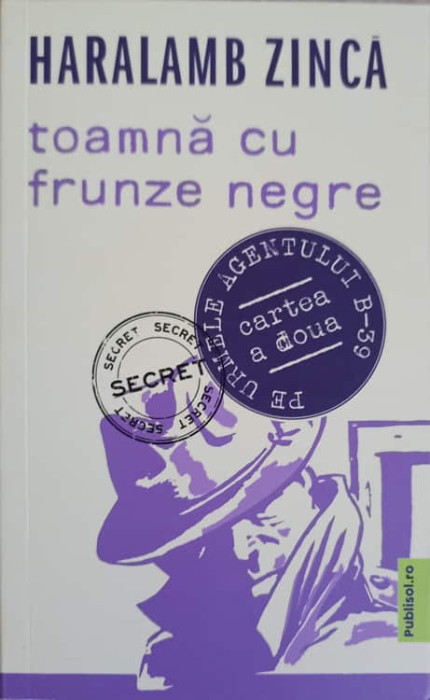 HARALAMB ZINCĂ
toamnă cu
frunze negre
PE URMELE AGENTULUI B-39
cartea
a doua
SECRET SECRET
SECRET
SECRET SECRET
Publisol.ro